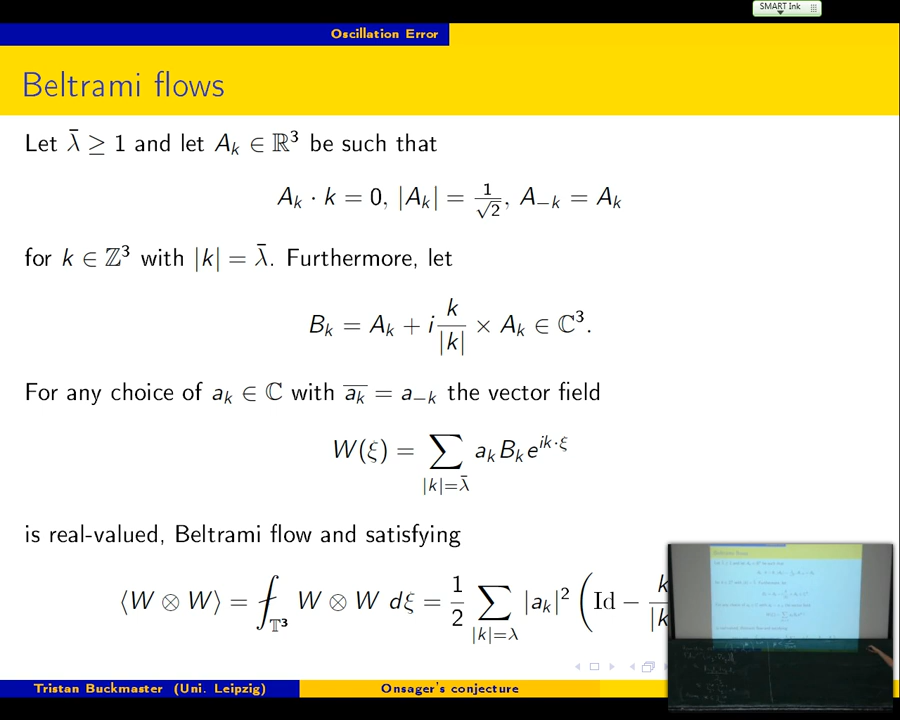 SMART Ink
Oscillation Error
Beltrami flows
Let λ̄ ≥ 1 and let A_k ∈ ℝ³ be such that
A_k · k = 0, |A_k| = 1/√2, A_{-k} = A_k
for k ∈ ℤ³ with |k| = λ̄. Furthermore, let
B_k = A_k + i k/|k| × A_k ∈ ℂ³.
For any choice of a_k ∈ ℂ with \overline{a_k} = a_{-k} the vector field
W(ξ) = ∑_{|k|=λ̄} a_k B_k e^{ik·ξ}
is real-valued, Beltrami flow and satisfying
⟨W ⊗ W⟩ = ⨍_{𝕋³} W ⊗ W dξ = 1/2 ∑_{|k|=λ} |a_k|² (Id − k/|k
Tristan Buckmaster (Uni. Leipzig)
Onsager's conjecture